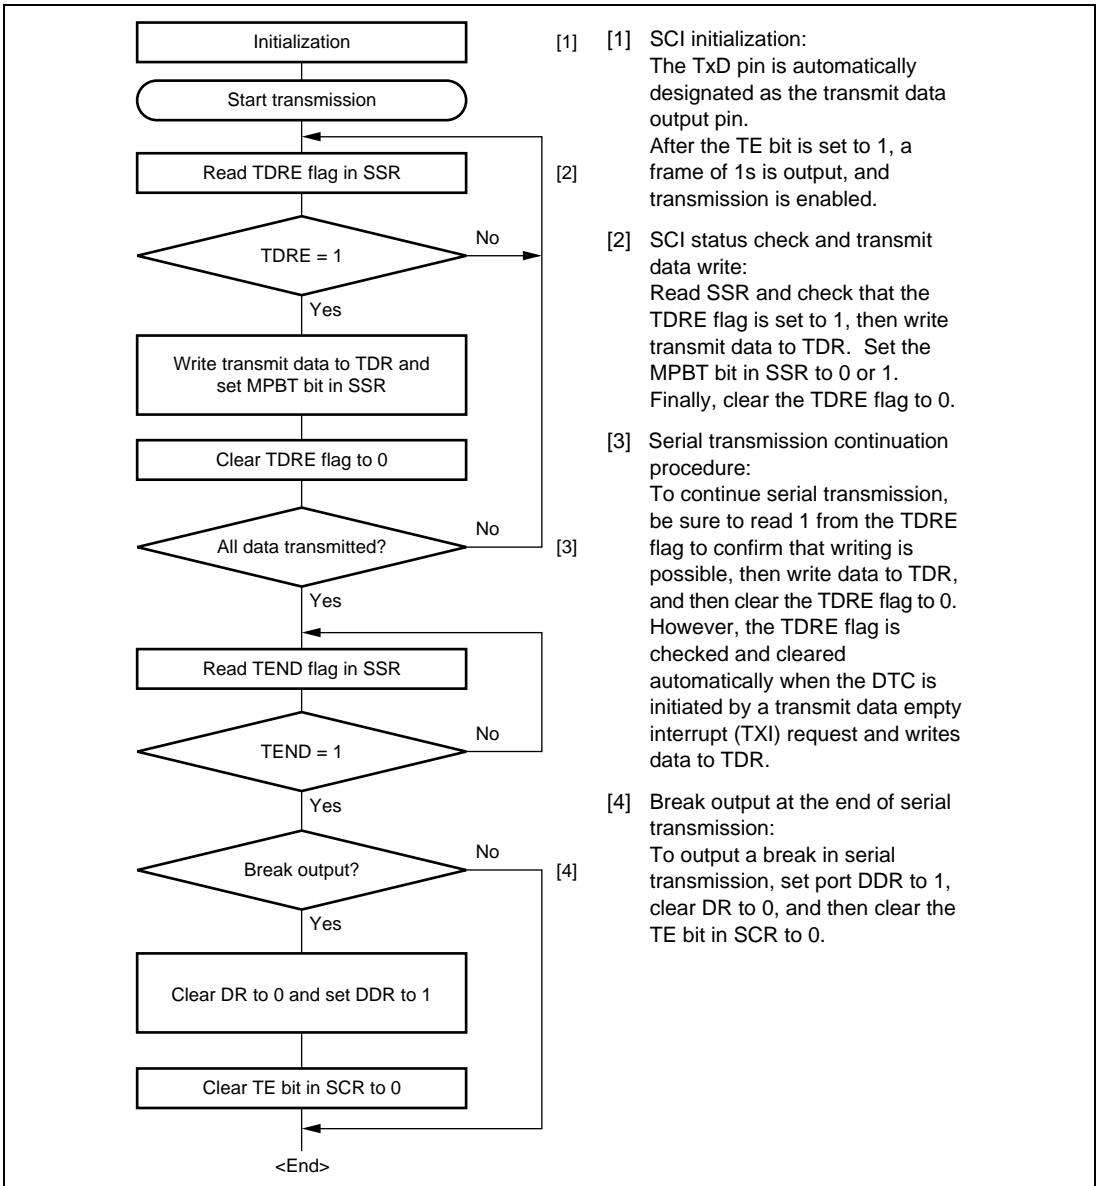 Initialization
[1]
Start transmission
Read TDRE flag in SSR
[2]
TDRE = 1
No
Yes
Write transmit data to TDR and
set MPBT bit in SSR
Clear TDRE flag to 0
All data transmitted?
No
[3]
Yes
Read TEND flag in SSR
TEND = 1
No
Yes
Break output?
No
[4]
Yes
Clear DR to 0 and set DDR to 1
Clear TE bit in SCR to 0
<End>
[1] SCI initialization:
The TxD pin is automatically
designated as the transmit data
output pin.
After the TE bit is set to 1, a
frame of 1s is output, and
transmission is enabled.
[2] SCI status check and transmit
data write:
Read SSR and check that the
TDRE flag is set to 1, then write
transmit data to TDR. Set the
MPBT bit in SSR to 0 or 1.
Finally, clear the TDRE flag to 0.
[3] Serial transmission continuation
procedure:
To continue serial transmission,
be sure to read 1 from the TDRE
flag to confirm that writing is
possible, then write data to TDR,
and then clear the TDRE flag to 0.
However, the TDRE flag is
checked and cleared
automatically when the DTC is
initiated by a transmit data empty
interrupt (TXI) request and writes
data to TDR.
[4] Break output at the end of serial
transmission:
To output a break in serial
transmission, set port DDR to 1,
clear DR to 0, and then clear the
TE bit in SCR to 0.